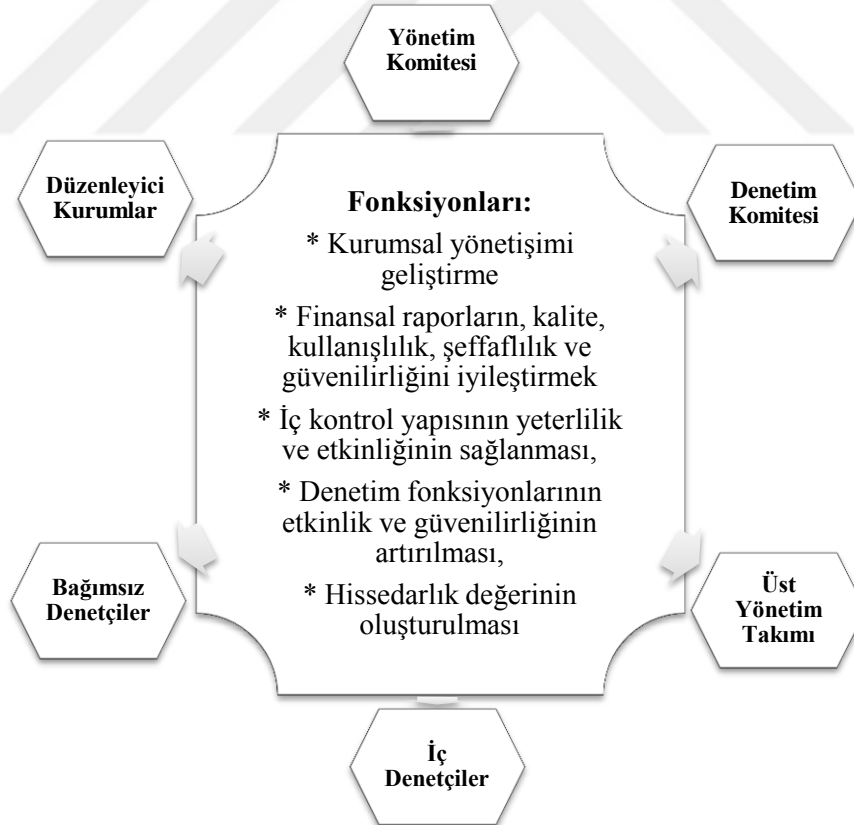 Yönetim
Komitesi
Düzenleyici
Kurumlar
Denetim
Komitesi
Fonksiyonları:
* Kurumsal yönetişimi
geliştirme
* Finansal raporların, kalite,
kullanışlılık, şeffaflılık ve
güvenilirliğini iyileştirmek
* İç kontrol yapısının yeterlilik
ve etkinliğinin sağlanması,
* Denetim fonksiyonlarının
etkinlik ve güvenilirliğinin
artırılması,
* Hissedarlık değerinin
oluşturulması
Bağımsız
Denetçiler
Üst
Yönetim
Takımı
İç
Denetçiler